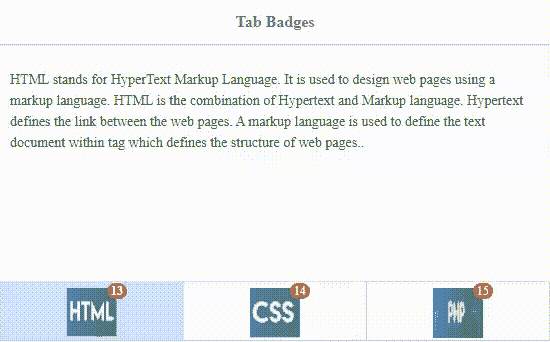 Tab Badges
HTML stands for HyperText Markup Language. It is used to design web pages using a
markup language. HTML is the combination of Hypertext and Markup language. Hypertext
defines the link between the web pages. A markup language is used to define the text
document within tag which defines the structure of web pages..
13
14
15
HTML
CSS
PHP